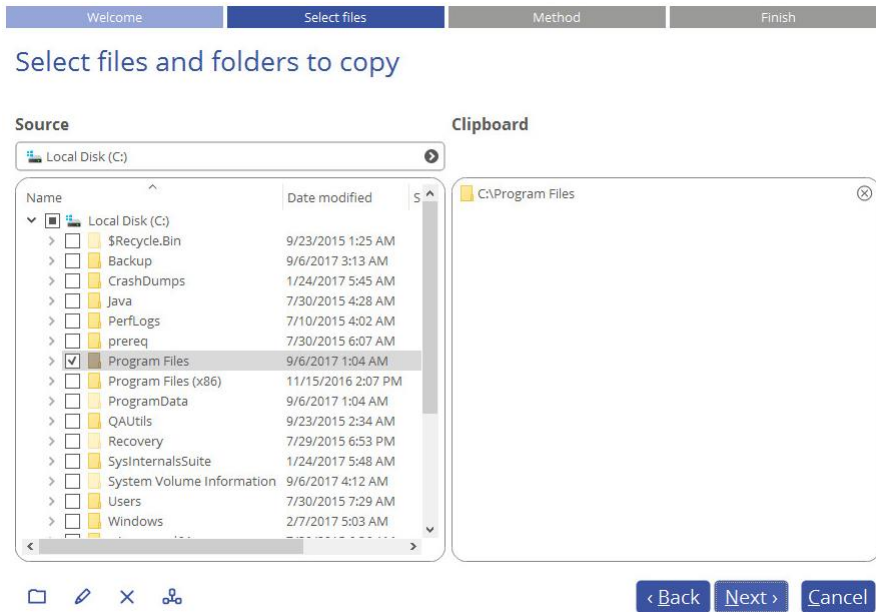 Welcome Select files Method Finish
Select files and folders to copy
Source Clipboard
Local Disk (C:)
Name Date modified S
C:\Program Files
Local Disk (C:)
$Recycle.Bin 9/23/2015 1:25 AM
Backup 9/6/2017 3:13 AM
CrashDumps 1/24/2017 5:45 AM
Java 7/30/2015 4:28 AM
PerfLogs 7/10/2015 4:02 AM
prereq 7/30/2015 6:07 AM
Program Files 9/6/2017 1:04 AM
Program Files (x86) 11/15/2016 2:07 PM
ProgramData 9/6/2017 1:04 AM
QAUtils 9/23/2015 2:34 AM
Recovery 7/29/2015 6:53 PM
SysInternalsSuite 1/24/2017 5:48 AM
System Volume Information 9/6/2017 4:12 AM
Users 7/30/2015 7:29 AM
Windows 2/7/2017 5:03 AM
‹ Back Next › Cancel